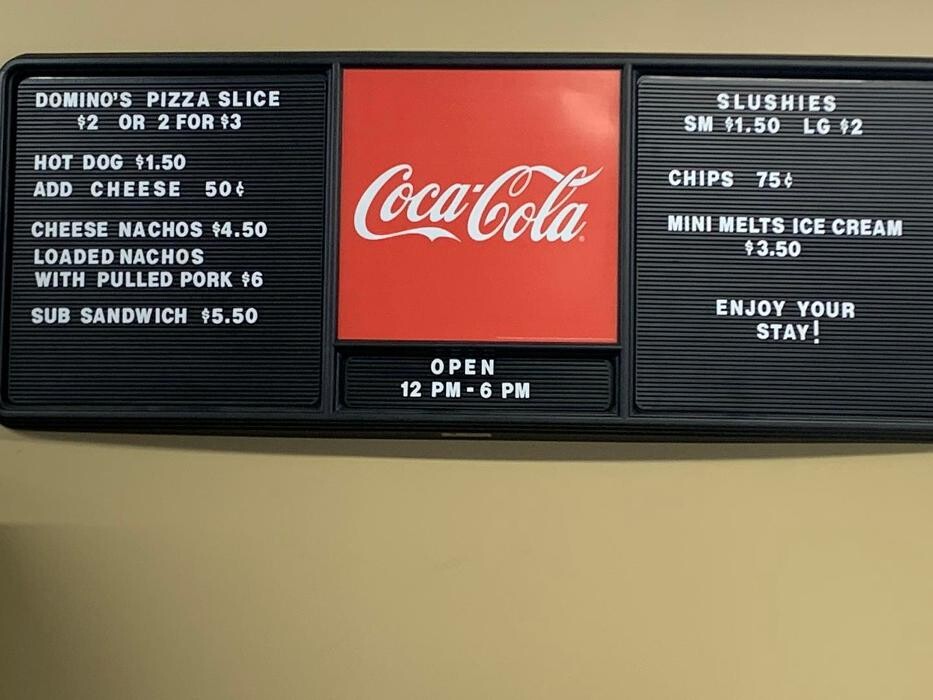 DOMINO'S PIZZA SLICE
$2 OR 2 FOR $3
HOT DOG $1.50
ADD CHEESE 50¢
CHEESE NACHOS $4.50
LOADED NACHOS
WITH PULLED PORK $6
SUB SANDWICH $5.50
Coca-Cola
OPEN
12 PM - 6 PM
SLUSHIES
SM $1.50 LG $2
CHIPS 75¢
MINI MELTS ICE CREAM
$3.50
ENJOY YOUR
STAY!